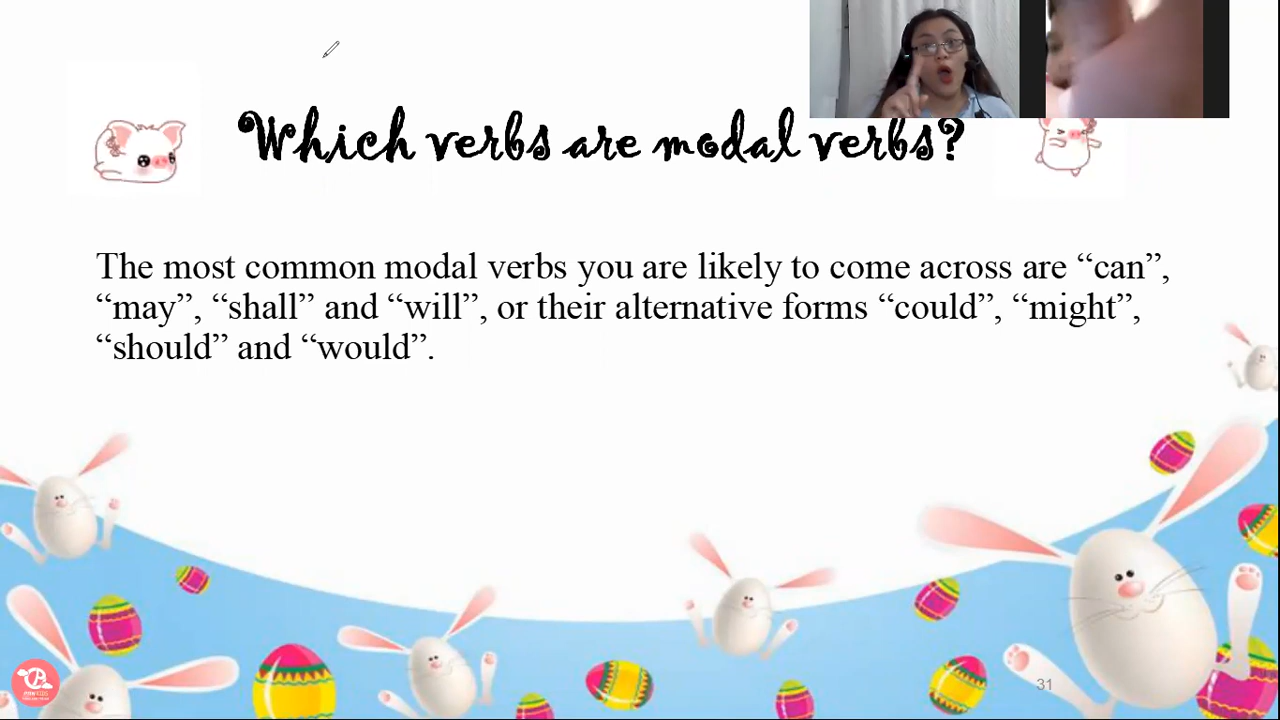 Which verbs are modal verbs?
The most common modal verbs you are likely to come across are “can”,
“may”, “shall” and “will”, or their alternative forms “could”, “might”,
“should” and “would”.
31